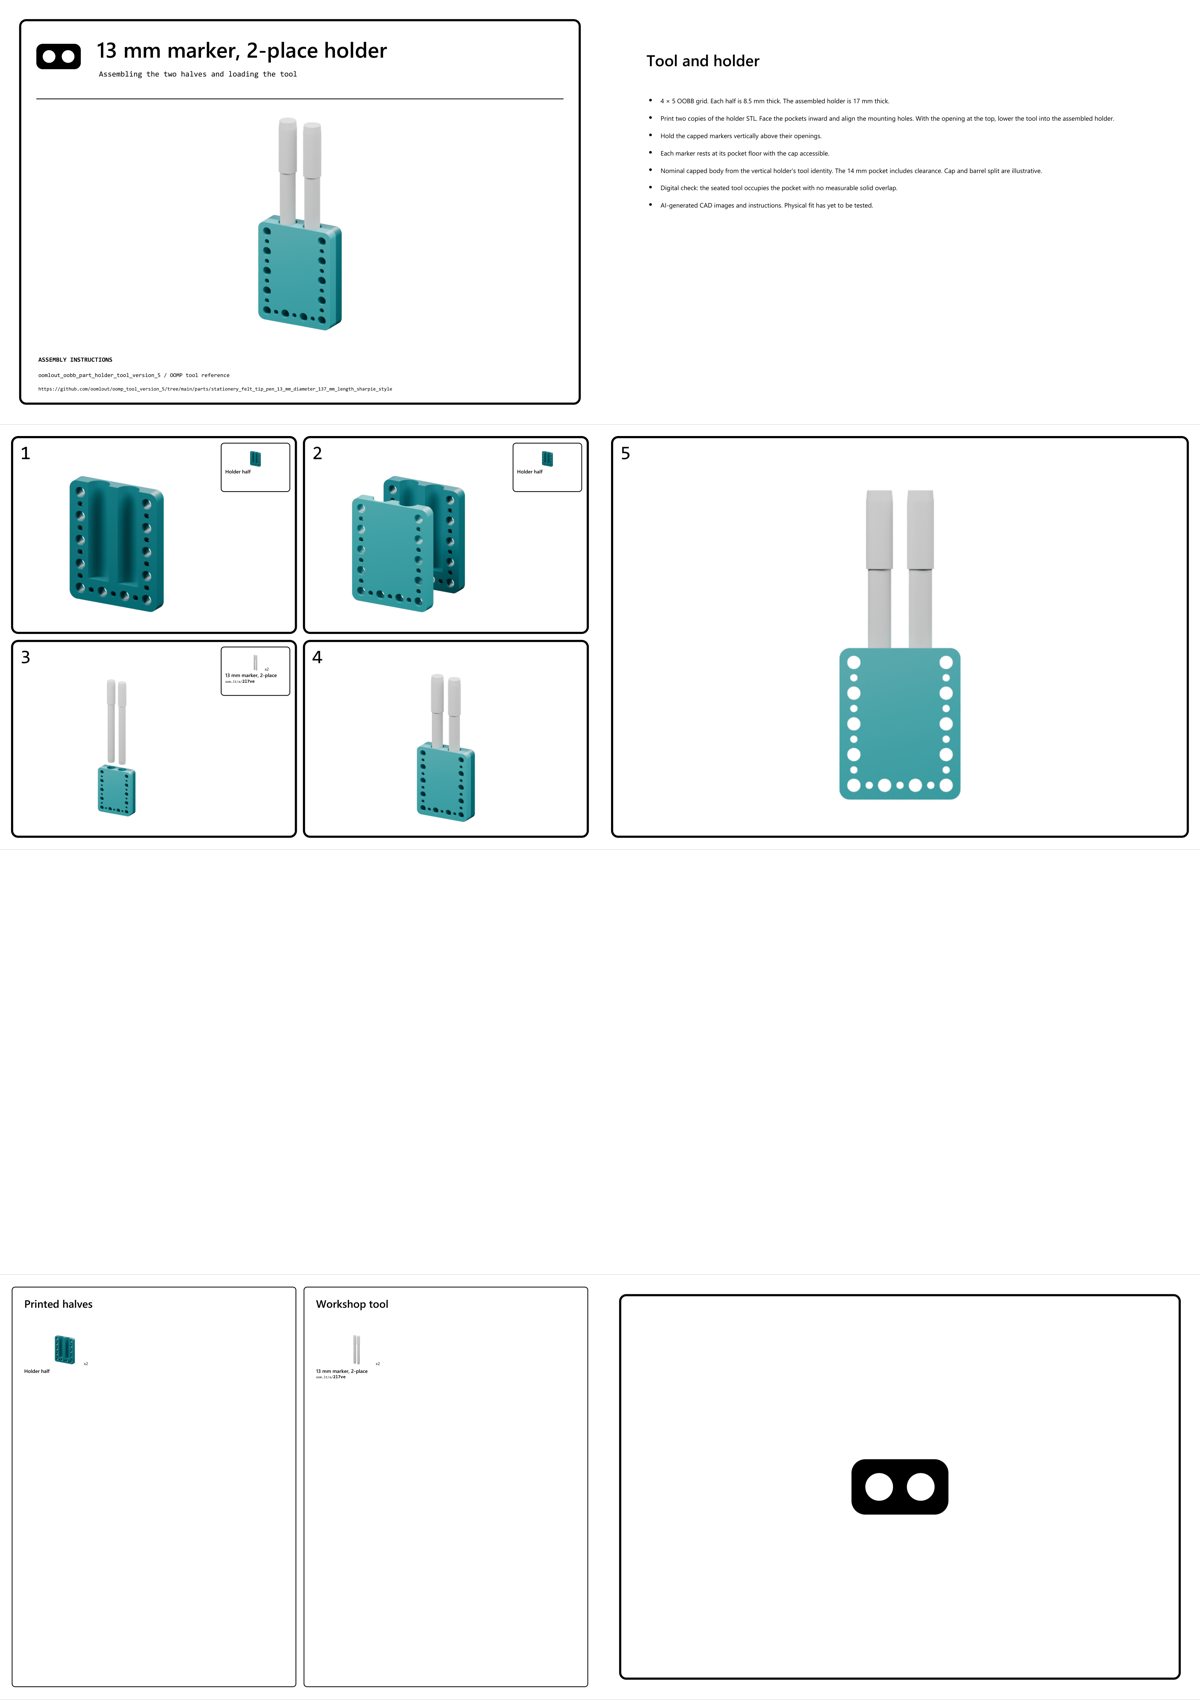 13 mm marker, 2-place holder
Assembling the two halves and loading the tool
ASSEMBLY INSTRUCTIONS
oomlout_oobb_part_holder_tool_version_5 / OOMP tool reference
https://github.com/oomlout/oomp_tool_version_5/tree/main/parts/stationery_felt_tip_pen_13_mm_diameter_137_mm_length_sharpie_style
Tool and holder
• 4 × 5 OOBB grid. Each half is 8.5 mm thick. The assembled holder is 17 mm thick.
• Print two copies of the holder STL. Face the pockets inward and align the mounting holes. With the opening at the top, lower the tool into the assembled holder.
• Hold the capped markers vertically above their openings.
• Each marker rests at its pocket floor with the cap accessible.
• Nominal capped body from the vertical holder's tool identity. The 14 mm pocket includes clearance. Cap and barrel split are illustrative.
• Digital check: the seated tool occupies the pocket with no measurable solid overlap.
• AI-generated CAD images and instructions. Physical fit has yet to be tested.
1
Holder half
2
Holder half
3
x2
13 mm marker, 2-place
oom.lt/s/217ve
4
5
Printed halves
x2
Holder half
Workshop tool
x2
13 mm marker, 2-place
oom.lt/s/217ve